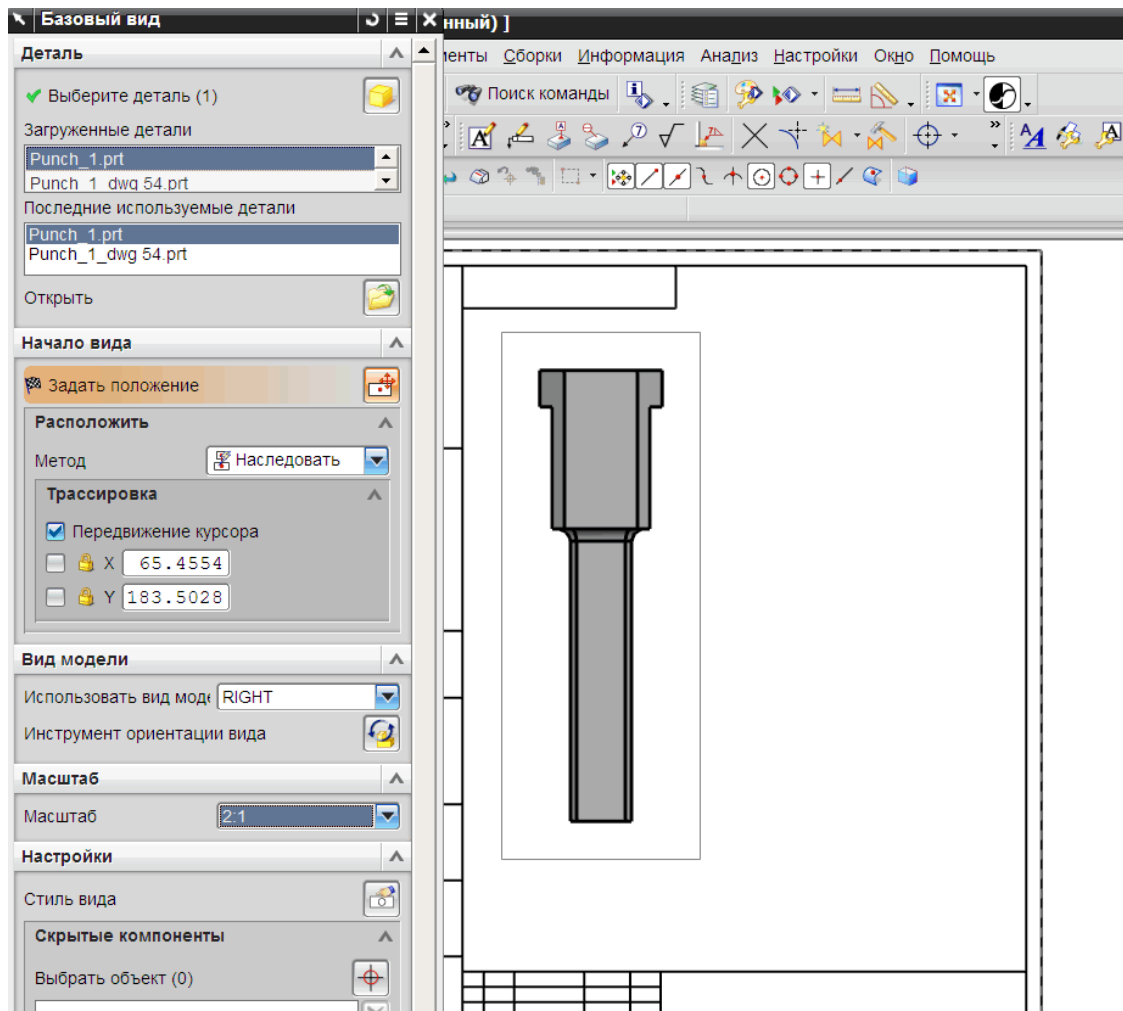 Базовый вид
нный) ]
Деталь
енты Сборки Информация Анализ Настройки Окно Помощь
Выберите деталь (1)
Поиск команды
Загруженные детали
Punch_1.prt
Punch_1_dwg 54.prt
Последние используемые детали
Punch_1.prt
Punch_1_dwg 54.prt
Открыть
Начало вида
Задать положение
Расположить
Метод
Наследовать
Трассировка
Передвижение курсора
X 65.4554
Y 183.5028
Вид модели
Использовать вид моде RIGHT
Инструмент ориентации вида
Масштаб
Масштаб 2:1
Настройки
Стиль вида
Скрытые компоненты
Выбрать объект (0)